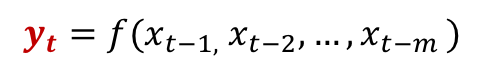 yₜ = f(xₜ₋₁, xₜ₋₂, ..., xₜ₋ₘ)